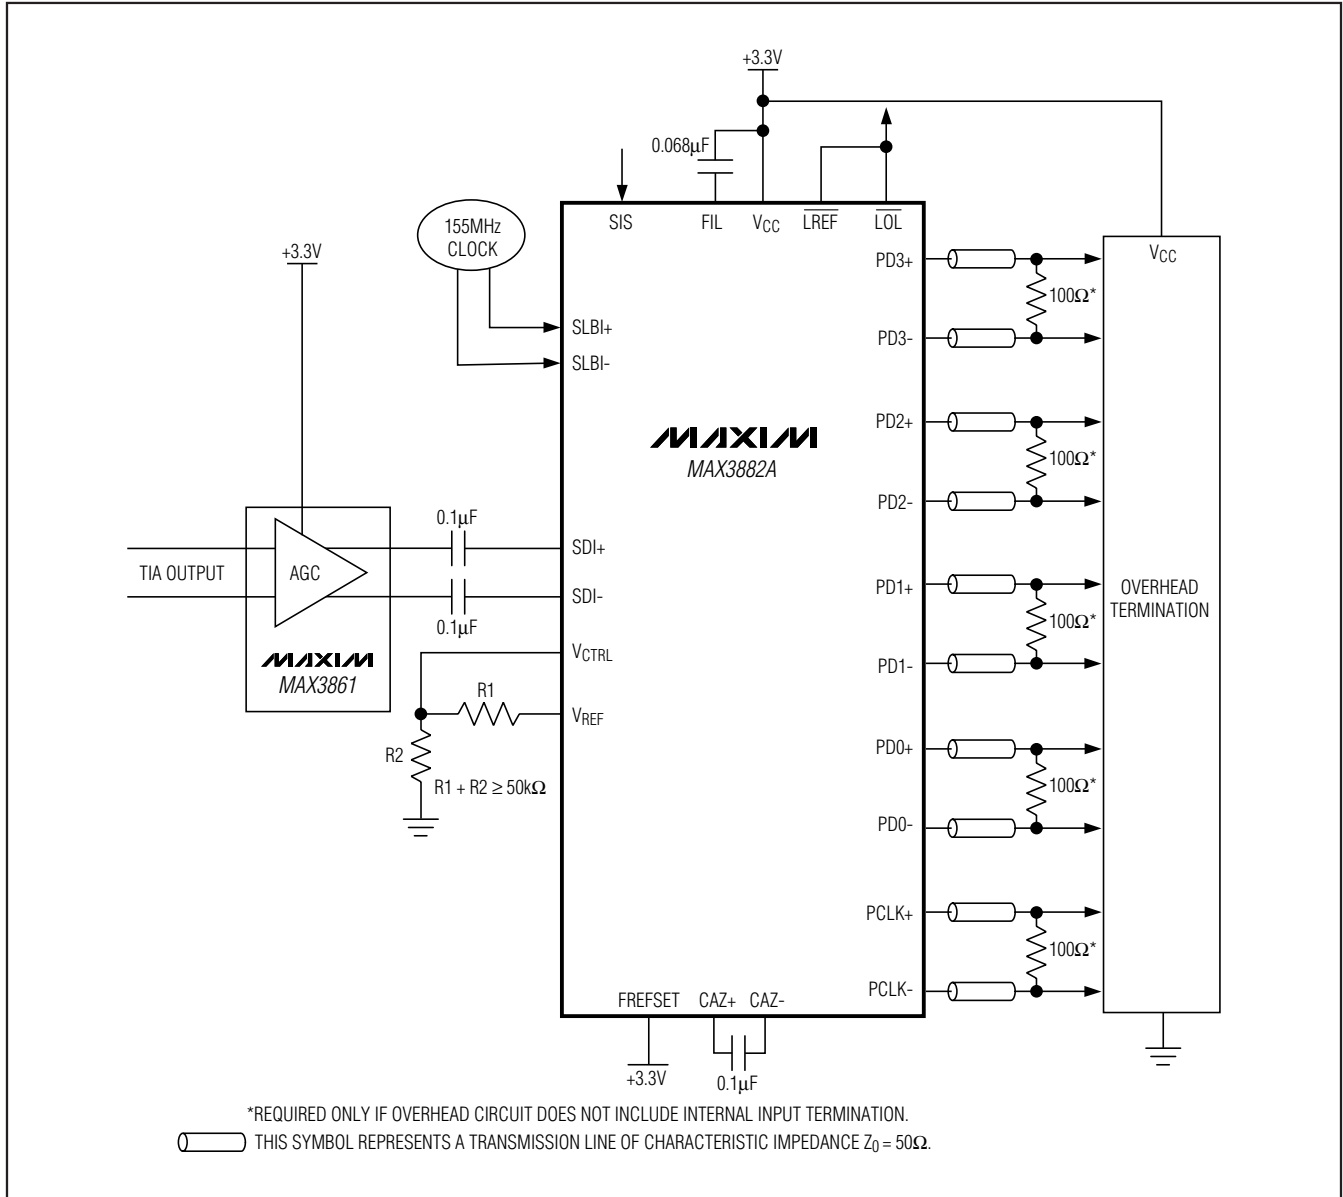 +3.3V
0.068μF
SIS
FIL
VCC
LREF
LOL
155MHz
CLOCK
+3.3V
SLBI+
SLBI-
MAXIM
MAX3882A
PD3+
100Ω*
PD3-
VCC
PD2+
100Ω*
PD2-
0.1μF
SDI+
TIA OUTPUT
AGC
SDI-
0.1μF
MAXIM
MAX3861
PD1+
100Ω*
PD1-
OVERHEAD
TERMINATION
VCTRL
R1
VREF
R2
R1 + R2 ≥ 50kΩ
PD0+
100Ω*
PD0-
PCLK+
100Ω*
PCLK-
FREFSET
CAZ+
CAZ-
+3.3V
0.1μF
*REQUIRED ONLY IF OVERHEAD CIRCUIT DOES NOT INCLUDE INTERNAL INPUT TERMINATION.
THIS SYMBOL REPRESENTS A TRANSMISSION LINE OF CHARACTERISTIC IMPEDANCE Z0 = 50Ω.